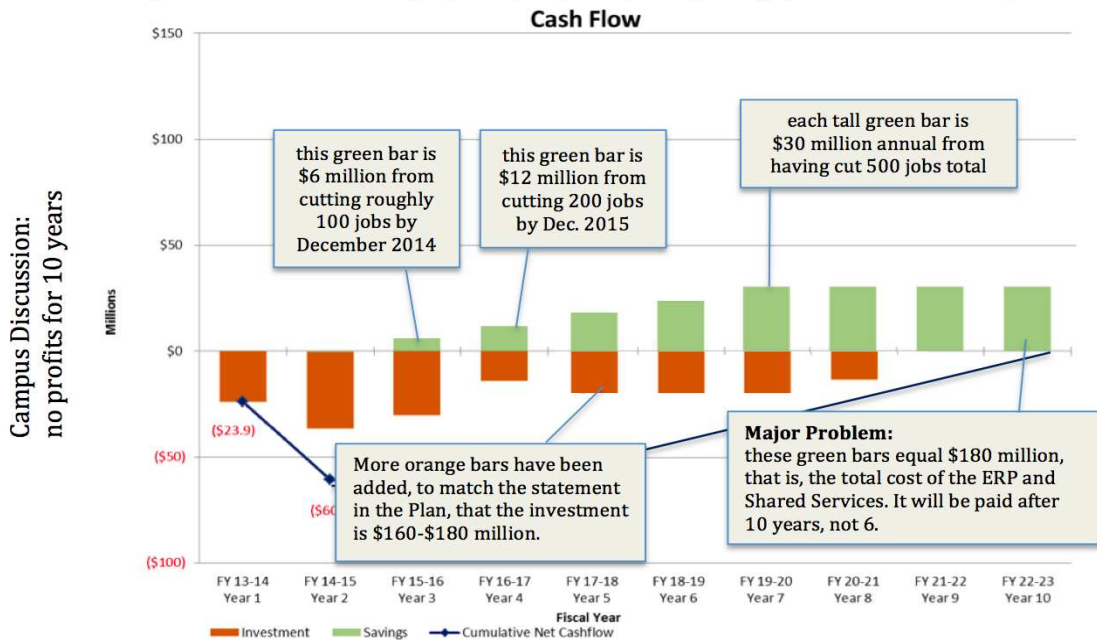 Cash Flow
Campus Discussion:
no profits for 10 years
Millions
$150
$100
$50
$0
($50)
($100)
this green bar is
$6 million from
cutting roughly
100 jobs by
December 2014
this green bar is
$12 million from
cutting 200 jobs
by Dec. 2015
each tall green bar is
$30 million annual from
having cut 500 jobs total
($23.9)
($60
More orange bars have been
added, to match the statement
in the Plan, that the investment
is $160-$180 million.
Major Problem:
these green bars equal $180 million,
that is, the total cost of the ERP and
Shared Services. It will be paid after
10 years, not 6.
FY 13-14 FY 14-15 FY 15-16 FY 16-17 FY 17-18 FY 18-19 FY 19-20 FY 20-21 FY 21-22 FY 22-23
Year 1 Year 2 Year 3 Year 4 Year 5 Year 6 Year 7 Year 8 Year 9 Year 10
Fiscal Year
Investment Savings Cumulative Net Cashflow